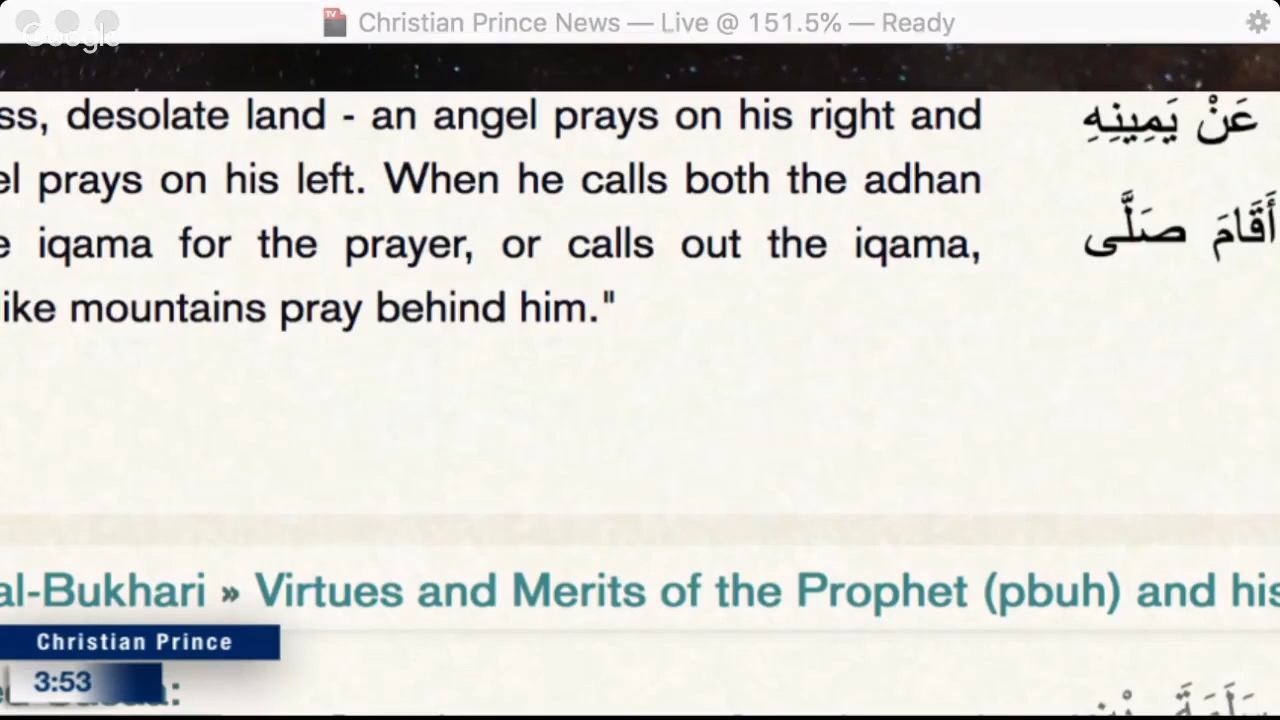 Christian Prince News — Live @ 151.5% — Ready
Google
ss, desolate land - an angel prays on his right and
el prays on his left. When he calls both the adhan
e iqama for the prayer, or calls out the iqama,
ike mountains pray behind him."
عَنْ يَمِينِهِ
أَقَامَ صَلَّى
al-Bukhari » Virtues and Merits of the Prophet (pbuh) and his
Christian Prince
3:53